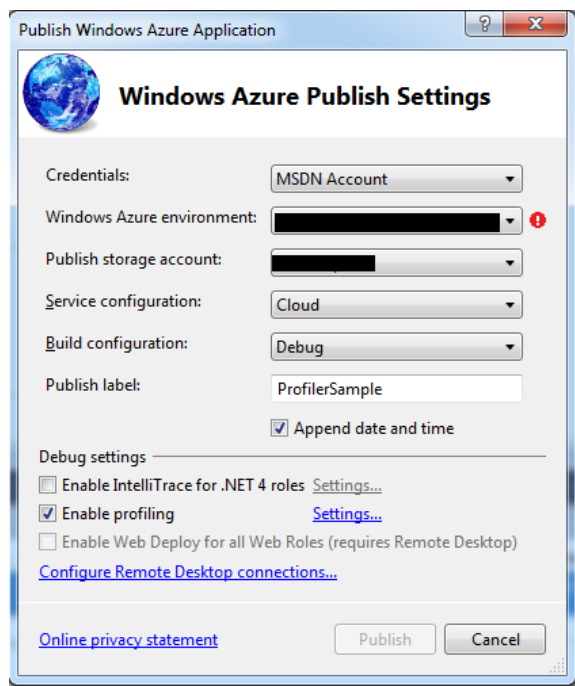 Publish Windows Azure Application
Windows Azure Publish Settings
Credentials: MSDN Account
Windows Azure environment:
Publish storage account:
Service configuration: Cloud
Build configuration: Debug
Publish label: ProfilerSample
Append date and time
Debug settings
Enable IntelliTrace for .NET 4 roles Settings...
Enable profiling Settings...
Enable Web Deploy for all Web Roles (requires Remote Desktop)
Configure Remote Desktop connections...
Online privacy statement Publish Cancel